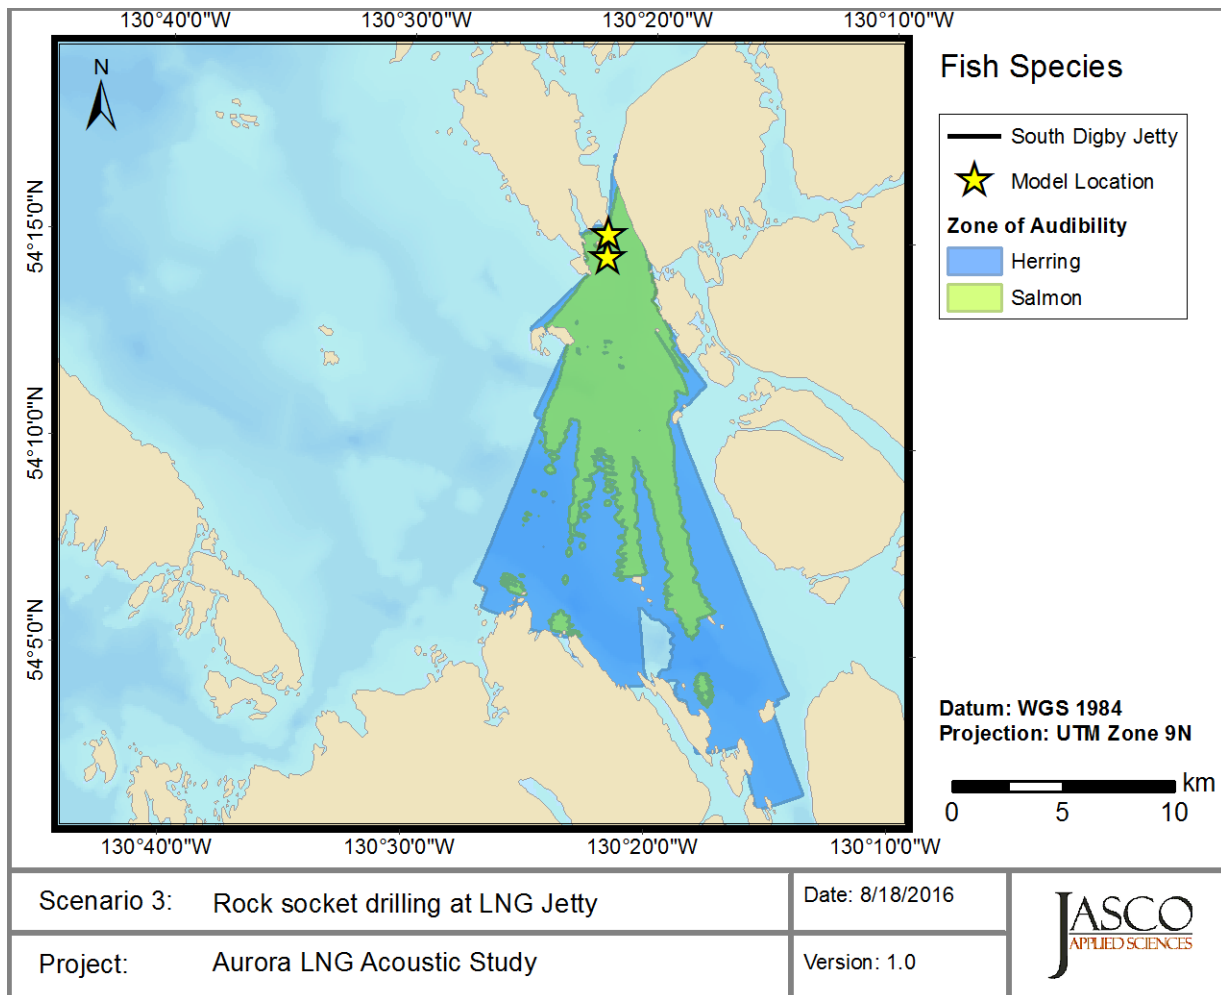 130°40'0"W 130°30'0"W 130°20'0"W 130°10'0"W
N
54°15'0"N
54°10'0"N
54°5'0"N
130°40'0"W 130°30'0"W 130°20'0"W 130°10'0"W
Fish Species
South Digby Jetty
Model Location
Zone of Audibility
Herring
Salmon
Datum: WGS 1984
Projection: UTM Zone 9N
km
0 5 10
Scenario 3: Rock socket drilling at LNG Jetty
Date: 8/18/2016
Project: Aurora LNG Acoustic Study
Version: 1.0
JASCO
APPLIED SCIENCES